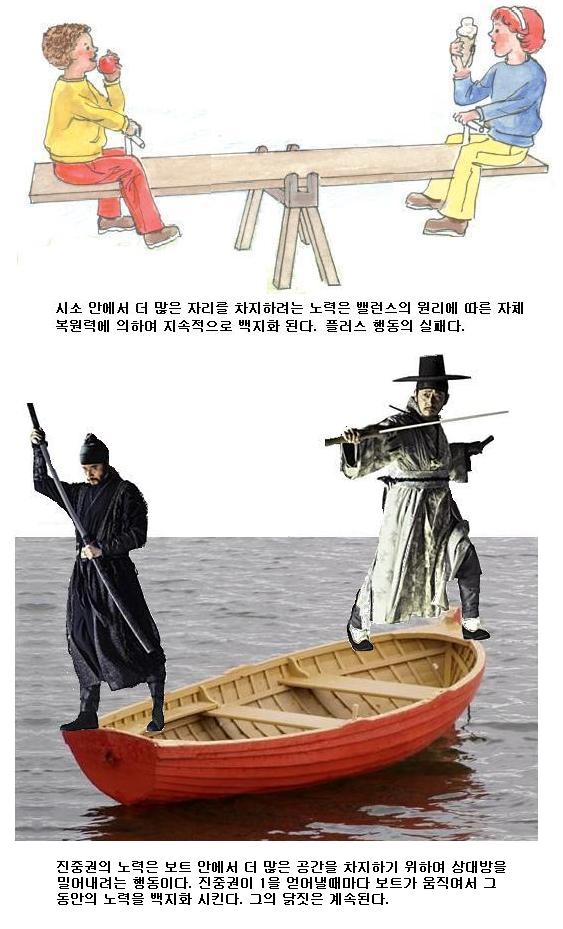 시소 안에서 더 많은 자리를 차지하려는 노력은 밸런스의 원리에 따른 자체
복원력에 의하여 지속적으로 백지화 된다. 플러스 행동의 실패다.
진중권의 노력은 보트 안에서 더 많은 공간을 차지하기 위하여 상대방을
밀어내려는 행동이다. 진중권이 1을 얻어낼때마다 보트가 움직여서 그
동안의 노력을 백지화 시킨다. 그의 닭짓은 계속된다.